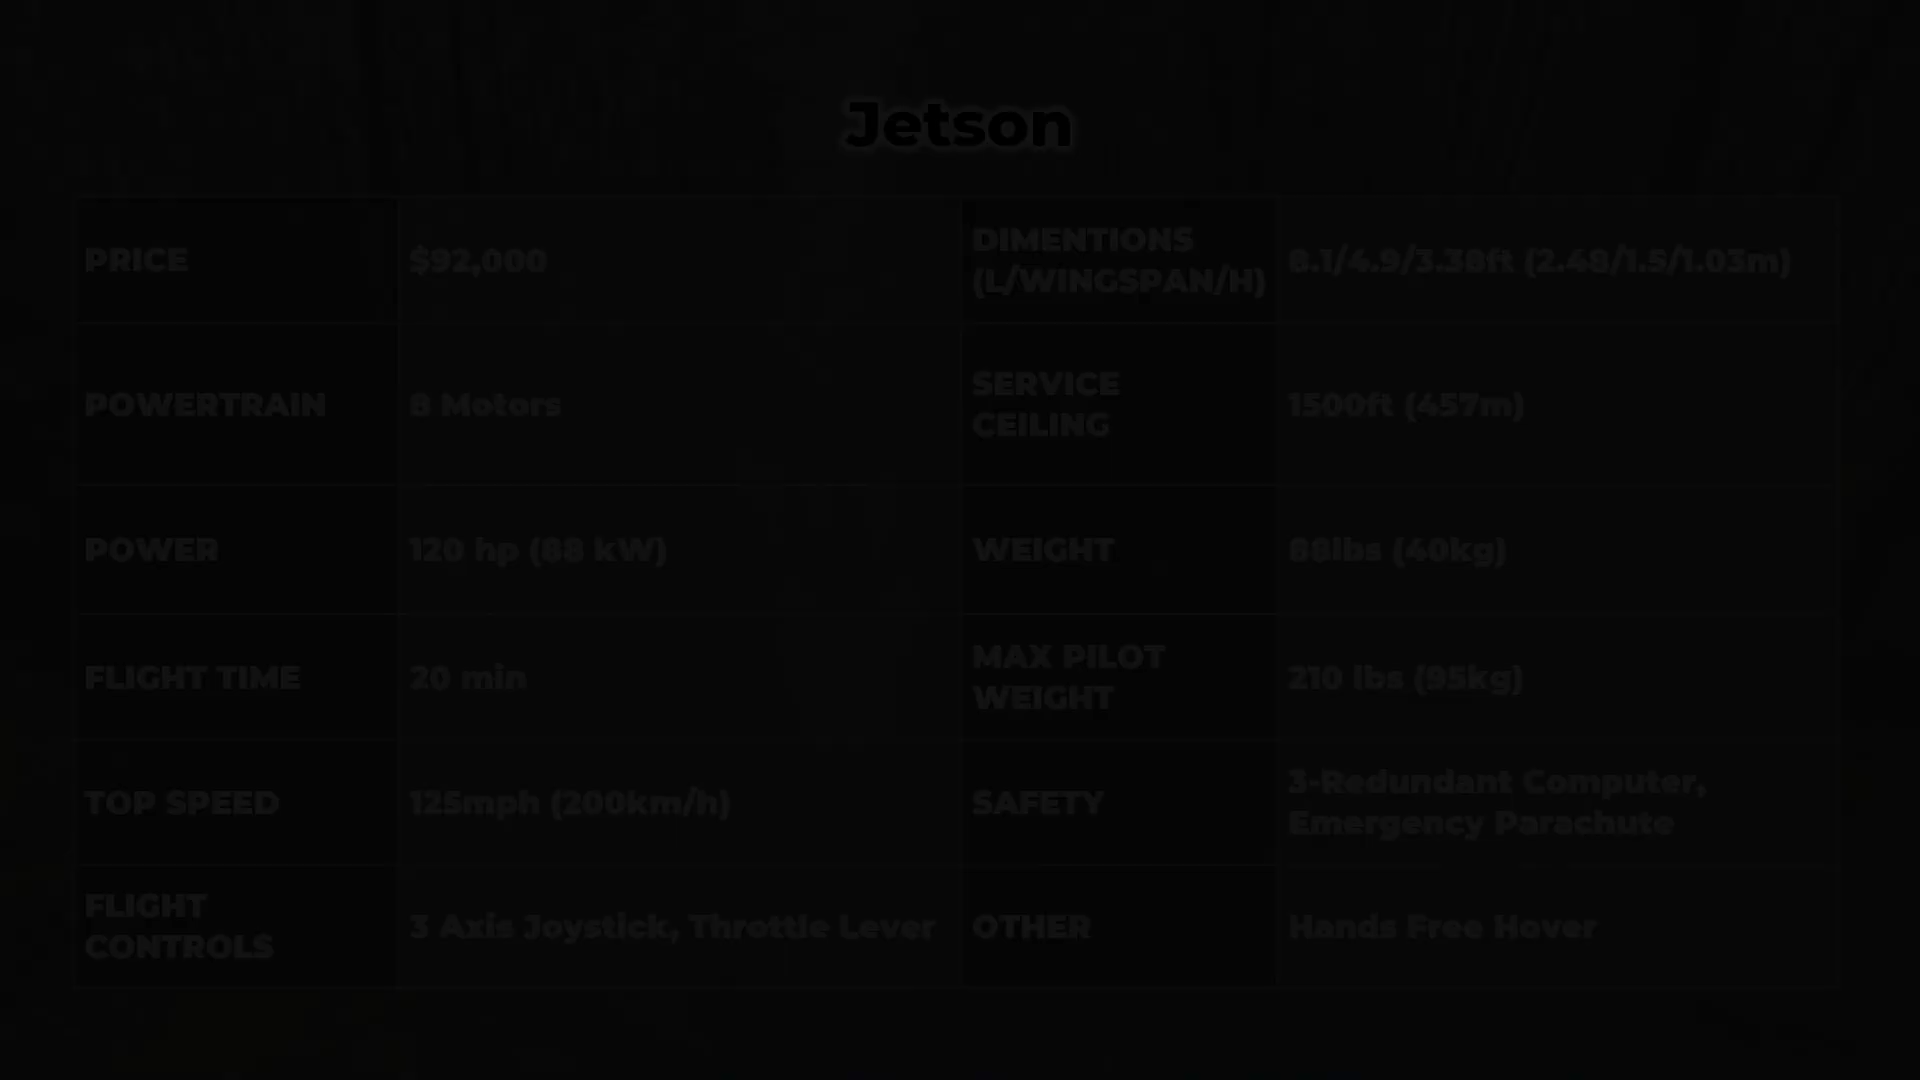 Jetson
PRICE
$92,000
DIMENTIONS
(L/WINGSPAN/H)
8.1/4.9/3.38ft (2.48/1.5/1.03m)
POWERTRAIN
8 Motors
SERVICE
CEILING
1500ft (457m)
POWER
120 hp (88 kW)
WEIGHT
88lbs (40kg)
FLIGHT TIME
20 min
MAX PILOT
WEIGHT
210 lbs (95kg)
TOP SPEED
125mph (200km/h)
SAFETY
3-Redundant Computer,
Emergency Parachute
FLIGHT
CONTROLS
3 Axis Joystick, Throttle Lever
OTHER
Hands Free Hover